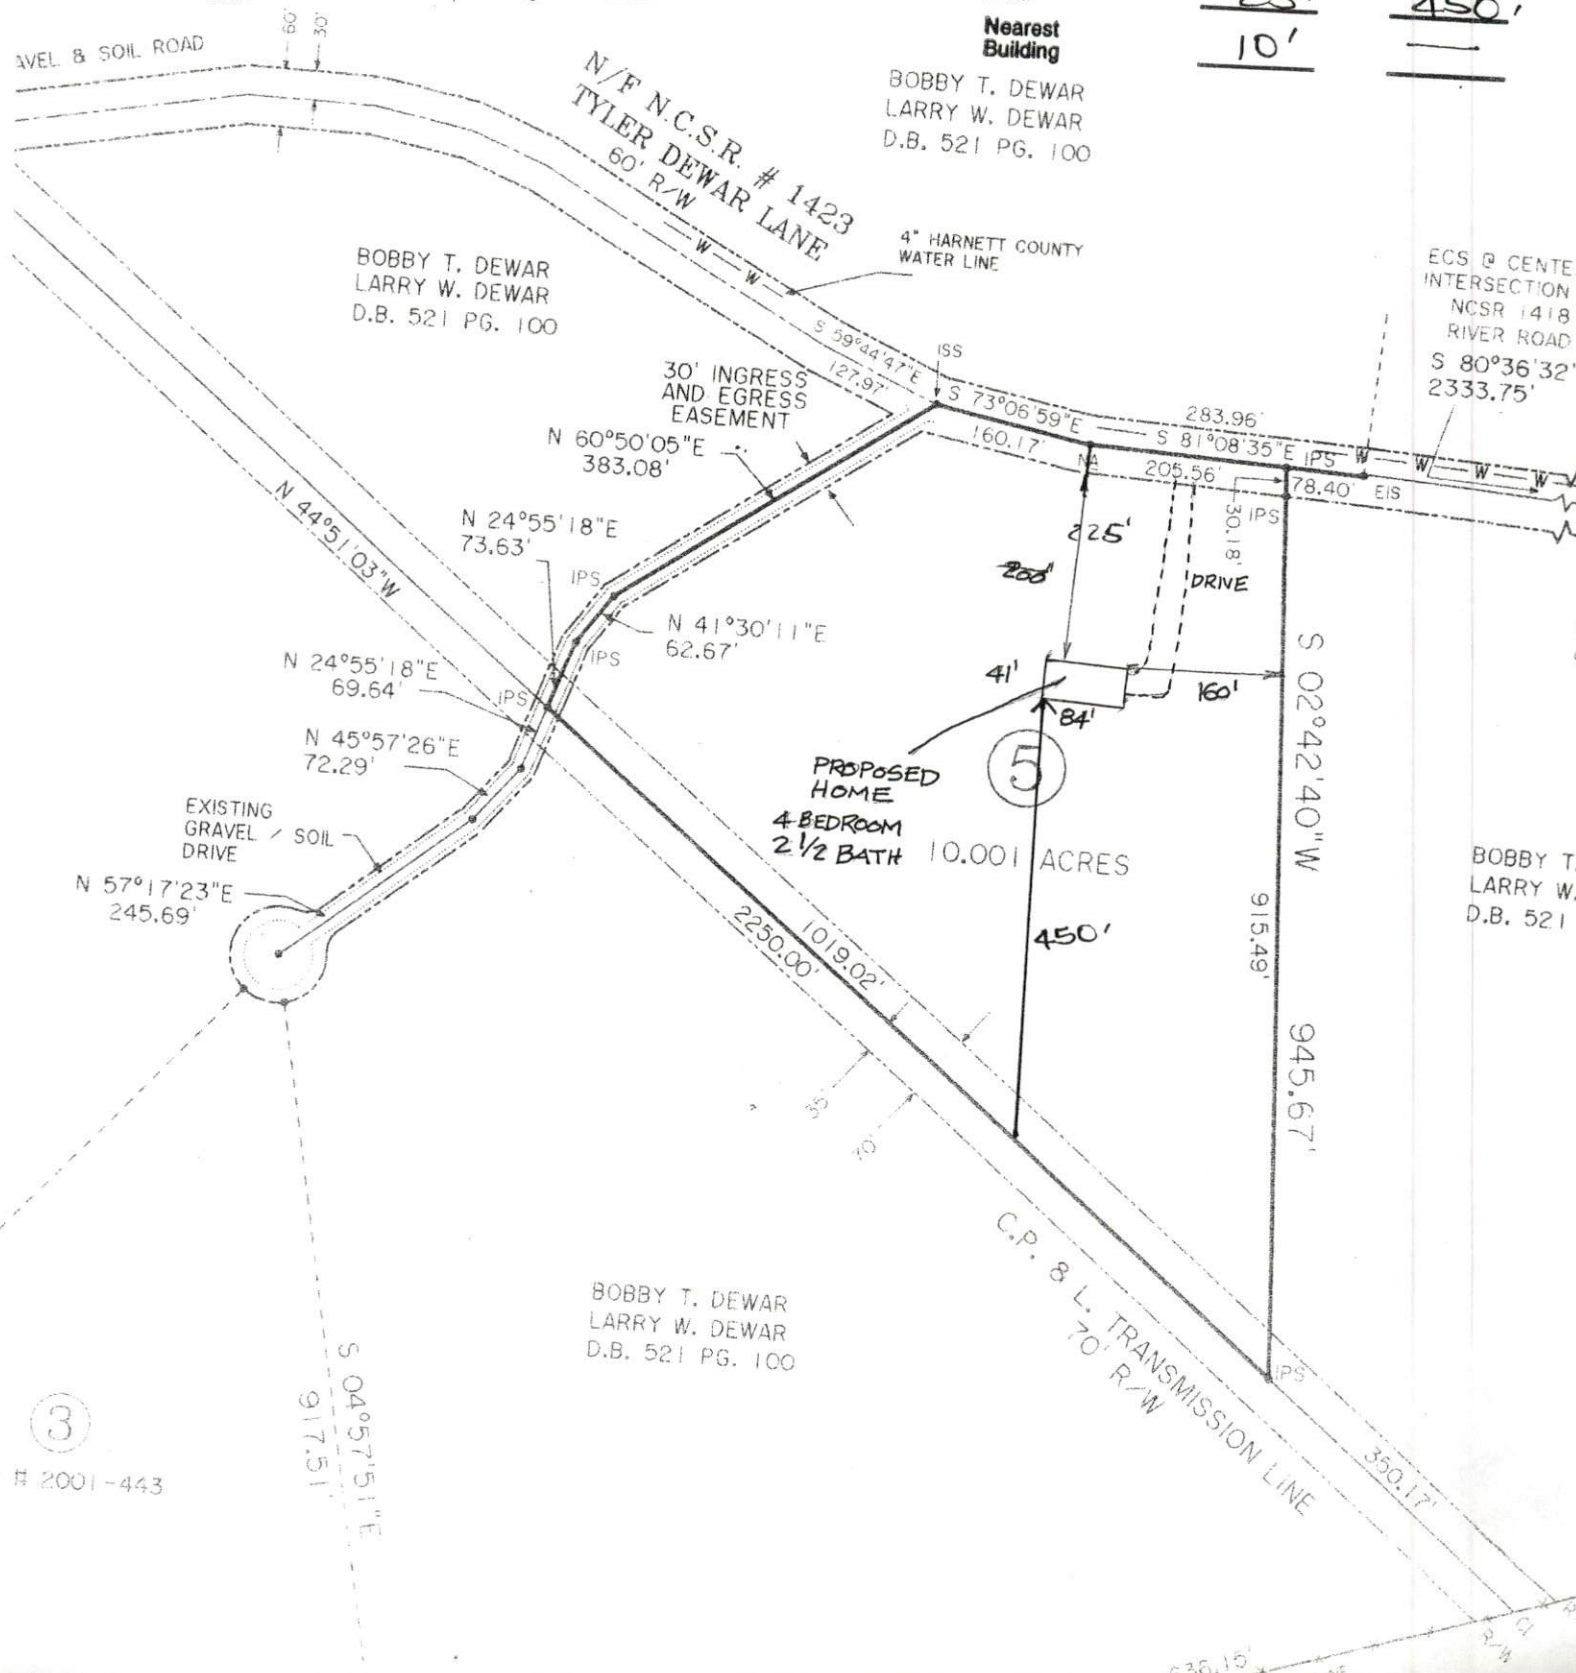 25'
450'
Nearest
Building
10'
—
AVEL & SOIL ROAD
60'
30'
N/F N.C.S.R. # 1423
TYLER DEWAR LANE
60' R/W
BOBBY T. DEWAR
LARRY W. DEWAR
D.B. 521 PG. 100
W W
4" HARNETT COUNTY
WATER LINE
BOBBY T. DEWAR
LARRY W. DEWAR
D.B. 521 PG. 100
ECS @ CENTE
INTERSECTION
NCSR 1418
RIVER ROAD
S 80°36'32"
2333.75'
S 59°44'47"E
127.97'
ISS
30' INGRESS
AND EGRESS
EASEMENT
S 73°06'59"E
160.17'
283.96'
S 81°08'35"E
IPS
W W W W
205.56'
78.40'
EIS
NA
30.18'
IPS
N 60°50'05"E
383.08'
N 44°51'03"W
N 24°55'18"E
73.63'
225'
200'
DRIVE
IPS
N 41°30'11"E
62.67'
IPS
N 24°55'18"E
69.64'
IPS
41'
84'
160'
S 02°42'40"W
N 45°57'26"E
72.29'
PROPOSED
HOME
4 BEDROOM
2 1/2 BATH
5
10.001 ACRES
EXISTING
GRAVEL / SOIL
DRIVE
BOBBY T.
LARRY W.
D.B. 521
N 57°17'23"E
245.69'
450'
915.49'
2250.00'
1019.02'
945.67'
35'
70'
C.P. & L. TRANSMISSION LINE
70' R/W
BOBBY T. DEWAR
LARRY W. DEWAR
D.B. 521 PG. 100
IPS
S 04°57'51"E
917.51'
3
# 2001-443
350.17'
R/W
636.15'